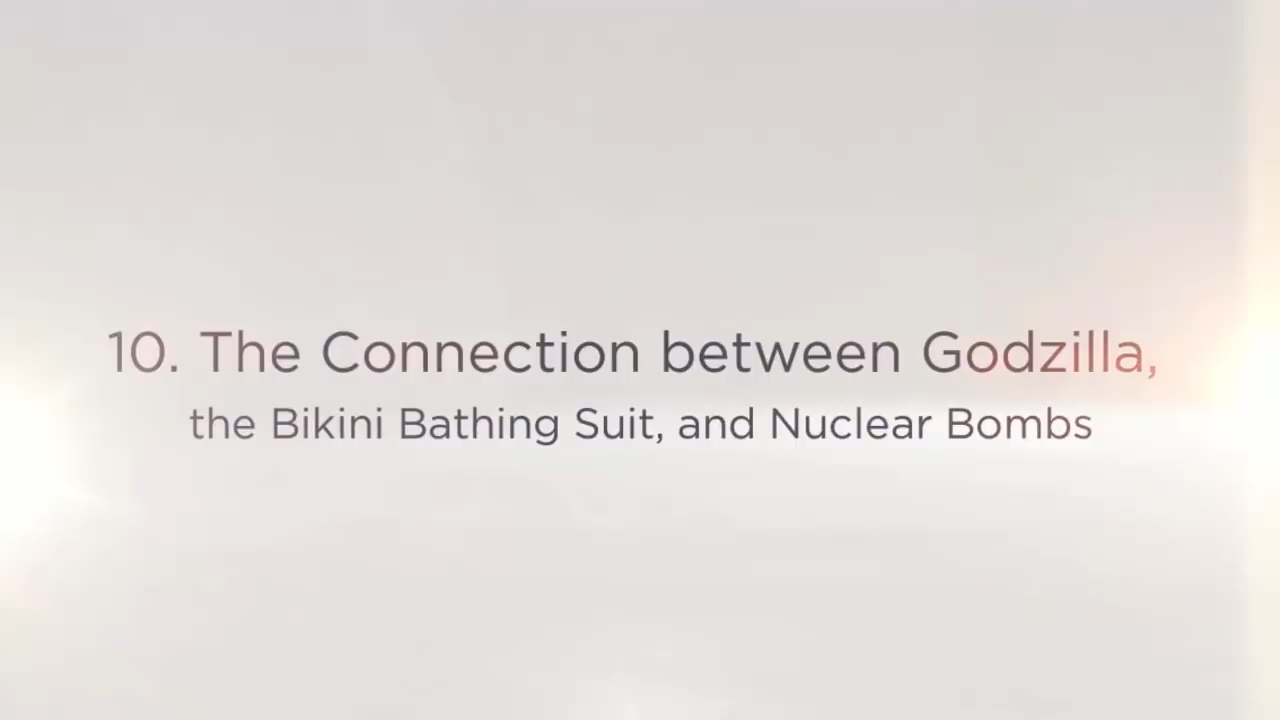 10. The Connection between Godzilla,
the Bikini Bathing Suit, and Nuclear Bombs